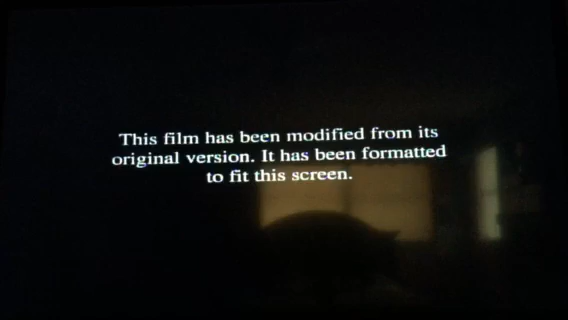 This film has been modified from its
original version. It has been formatted
to fit this screen.